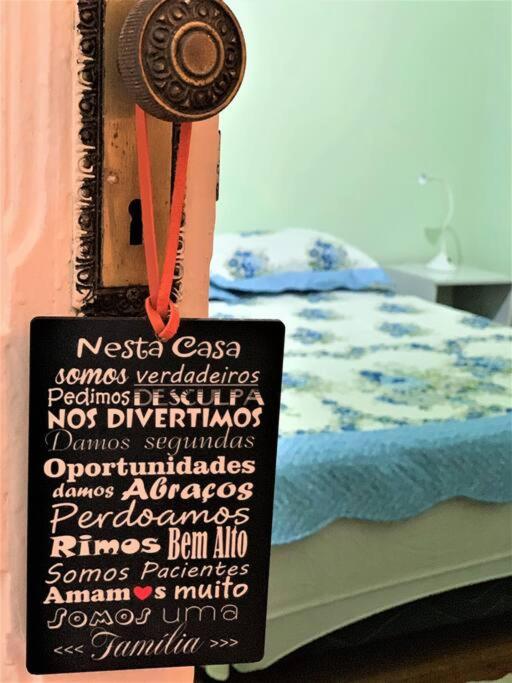 Nesta Casa
somos verdadeiros
Pedimos DESCULPA
NOS DIVERTIMOS
Damos segundas
Oportunidades
damos Abraços
Perdoamos
Rimos Bem Alto
Somos Pacientes
Amam❤s muito
SOMOS uma
<<< Família >>>